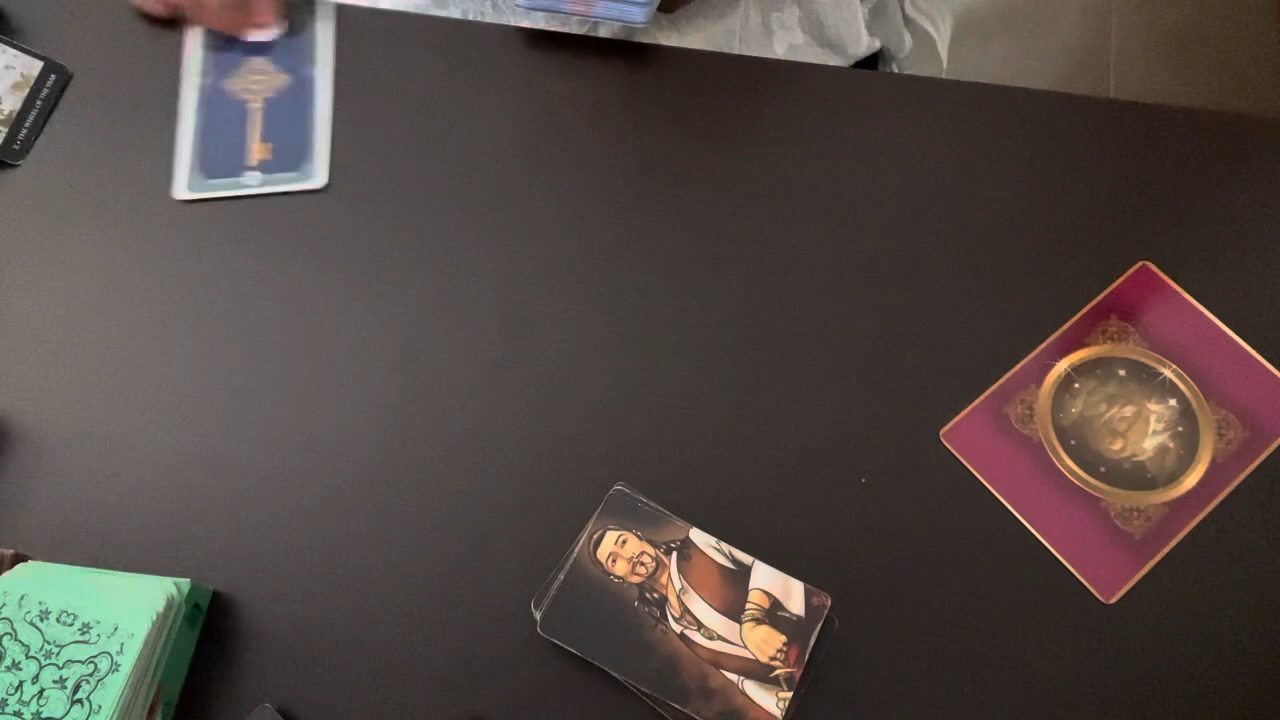 X • THE WHEEL OF THE YEAR